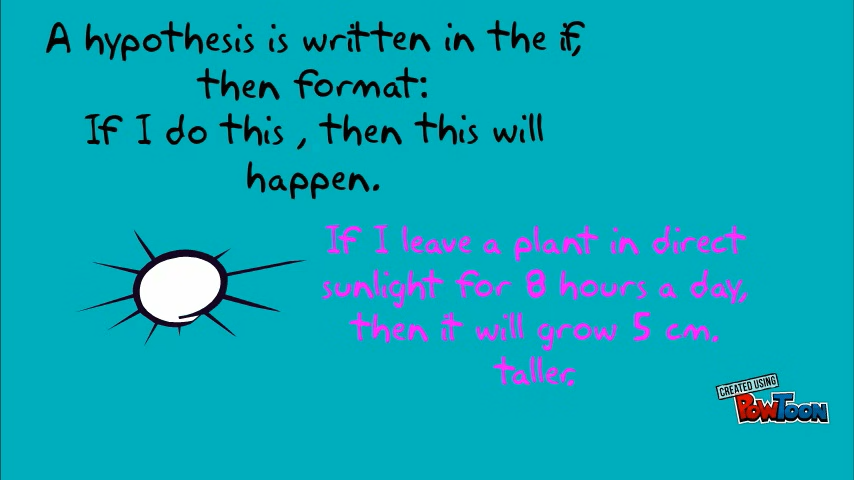 A hypothesis is written in the if,
then format:
If I do this , then this will
happen.
If I leave a plant in direct
sunlight for 8 hours a day,
then it will grow 5 cm.
taller.
CREATED USING
POWTOON